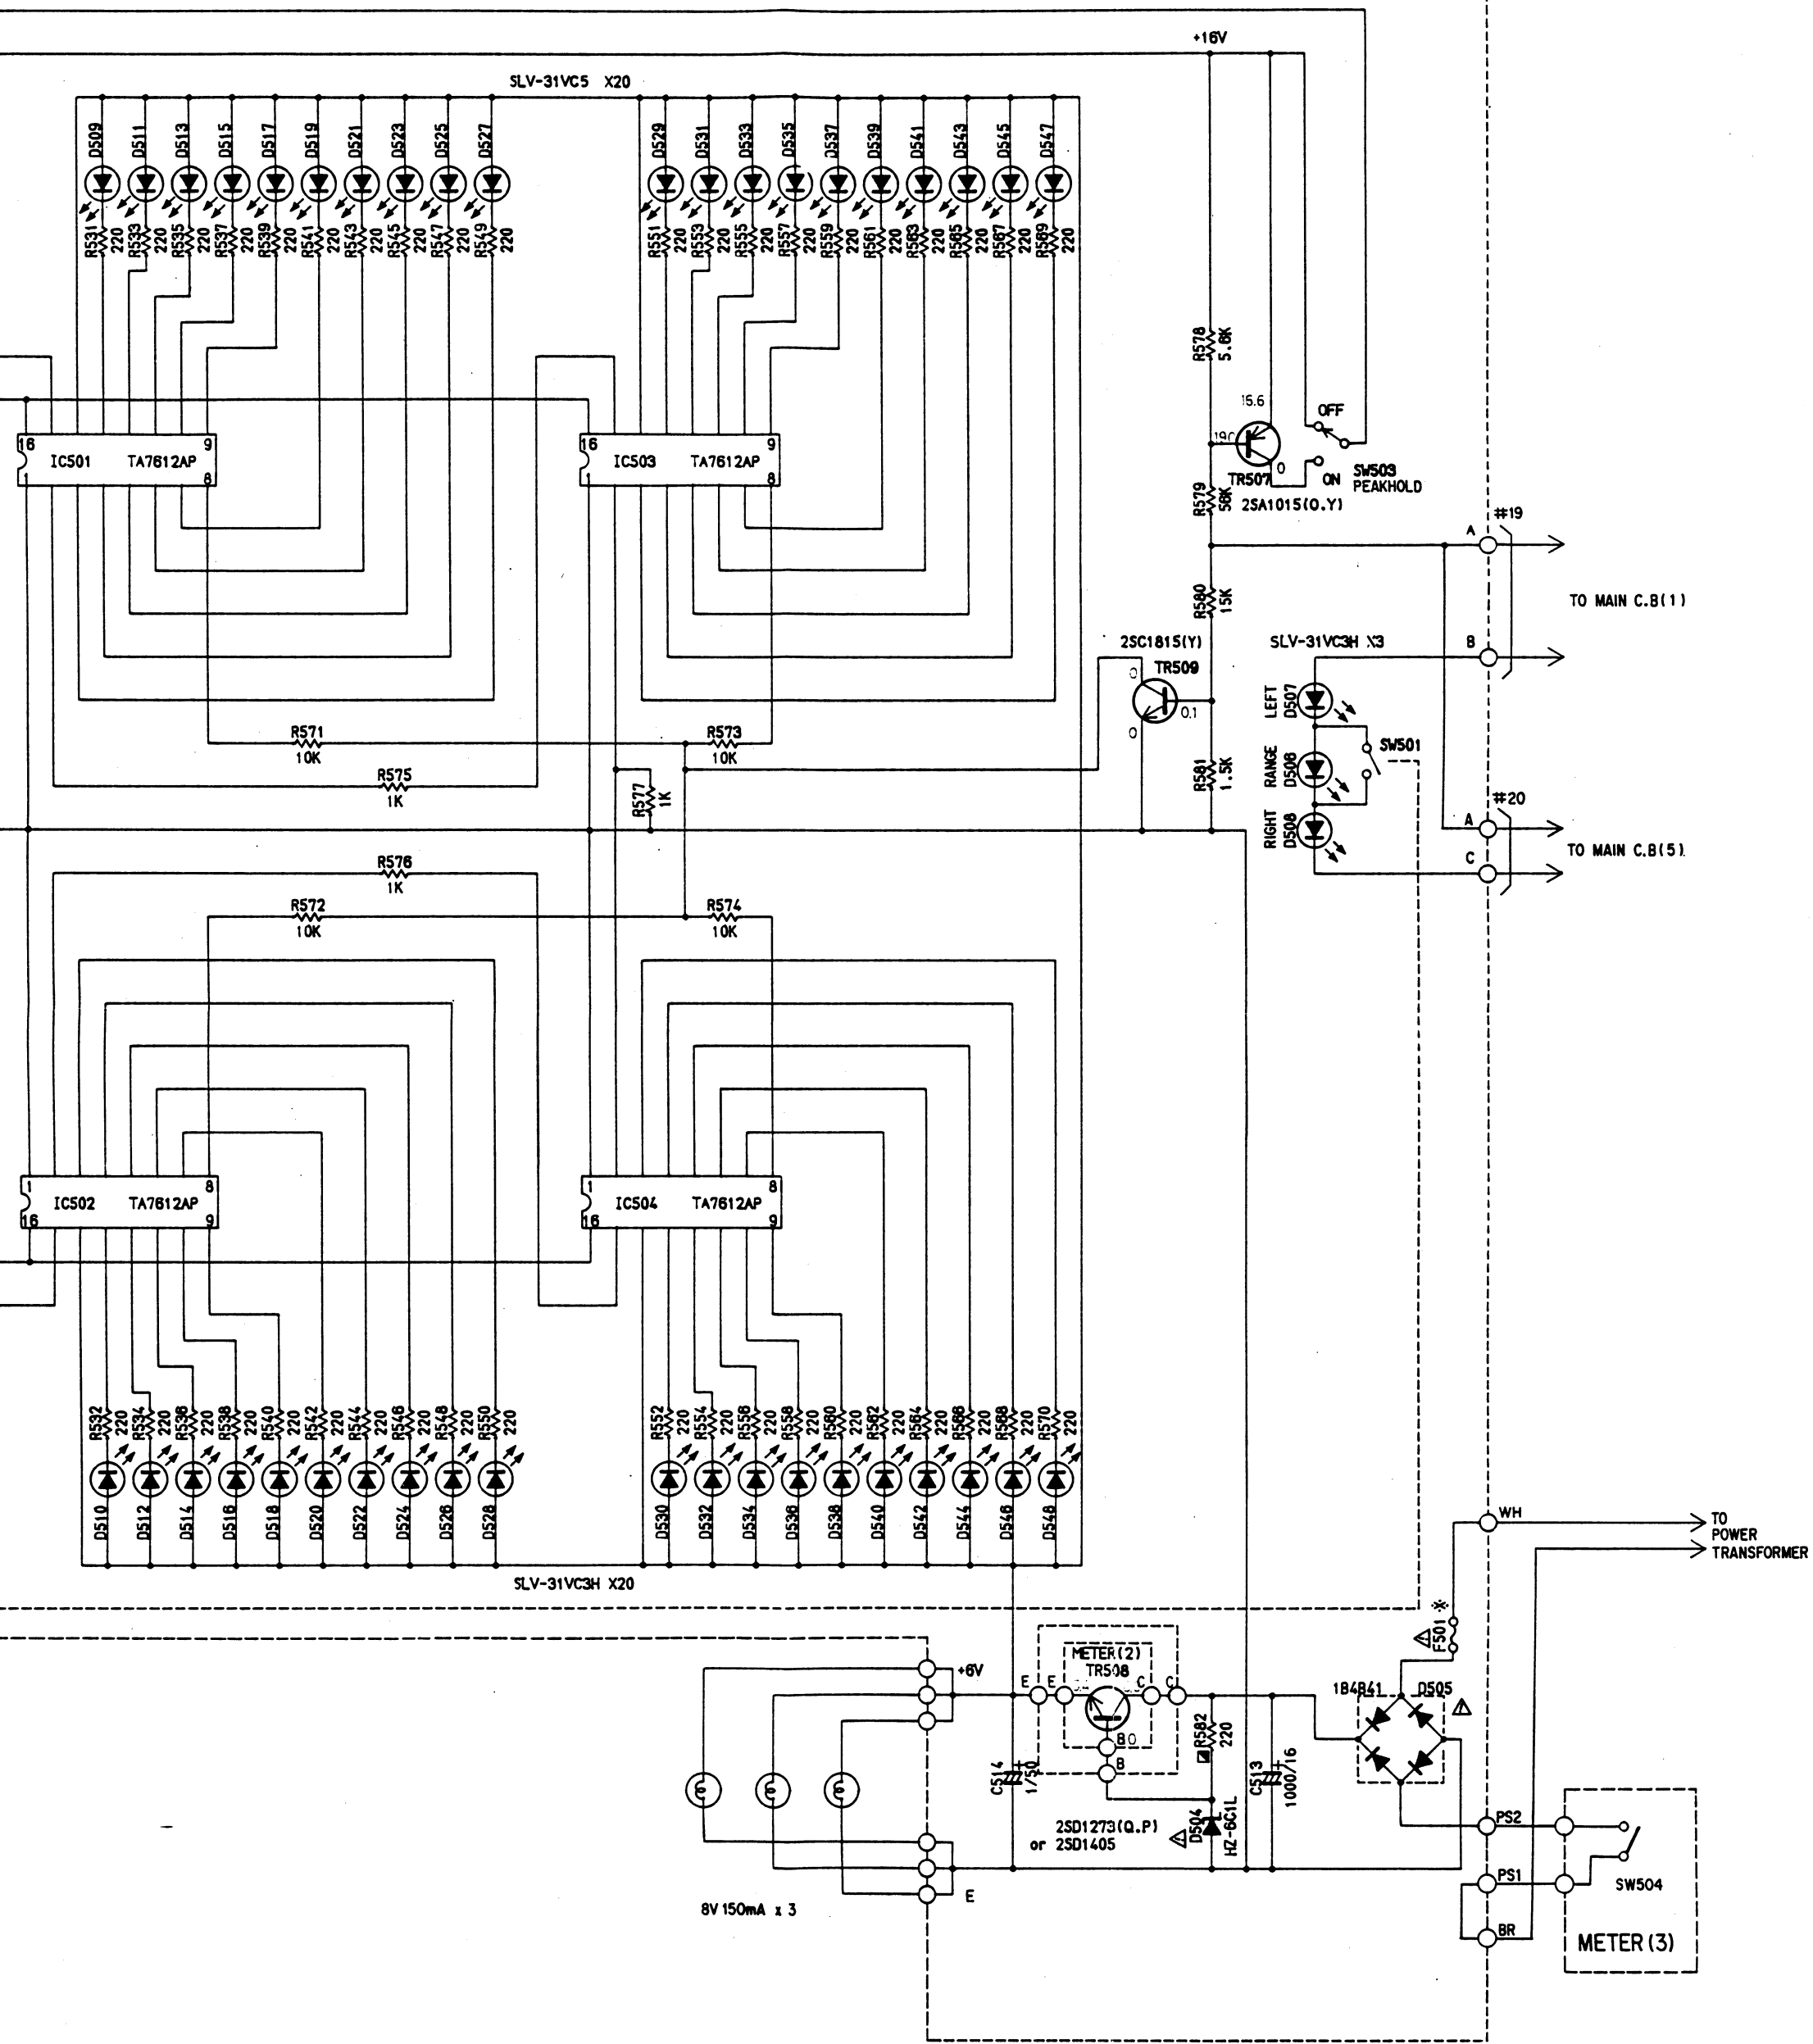 +16V
SLV-31VC5 X20
D509
D511
D513
D515
D517
D519
D521
D523
D525
D527
D529
D531
D533
D535
D537
D539
D541
D543
D545
D547
R531
220
R533
220
R535
220
R537
220
R539
220
R541
220
R543
220
R545
220
R547
220
R549
220
R551
220
R553
220
R555
220
R557
220
R559
220
R561
220
R563
220
R565
220
R567
220
R569
220
R578
5.6K
15.6
OFF
16 9
IC501 TA7612AP
1 8
16 9
IC503 TA7612AP
1 8
0
TR507
ON
SW503
PEAKHOLD
R579
56K
2SA1015(O.Y)
#19
A
R580
15K
TO MAIN C.B(1)
2SC1815(Y)
SLV-31VC3H X3
B
0
TR509
LEFT
D507
0.1
0
R571
10K
R573
10K
SW501
RANGE
D506
R575
1K
R577
1K
R581
1.5K
#20
A
RIGHT
D508
TO MAIN C.B(5)
C
R576
1K
R572
10K
R574
10K
1 8
IC502 TA7612AP
16 9
1 8
IC504 TA7612AP
16 9
R532
220
R534
220
R536
220
R538
220
R540
220
R542
220
R544
220
R546
220
R548
220
R550
220
R552
220
R554
220
R556
220
R558
220
R560
220
R562
220
R564
220
R566
220
R568
220
R570
220
D510
D512
D514
D516
D518
D520
D522
D524
D526
D528
D530
D532
D534
D536
D538
D540
D542
D544
D546
D548
SLV-31VC3H X20
WH
TO
POWER
TRANSFORMER
F501 ※
METER(2)
TR508
+6V
E
E
C
C
1B4B41
D505
B
B
R582
220
C514
1/50
C513
1000/16
D504
HZ-6C1L
2SD1273(Q.P)
or 2SD1405
PS2
PS1
SW504
E
8V 150mA x 3
BR
METER(3)